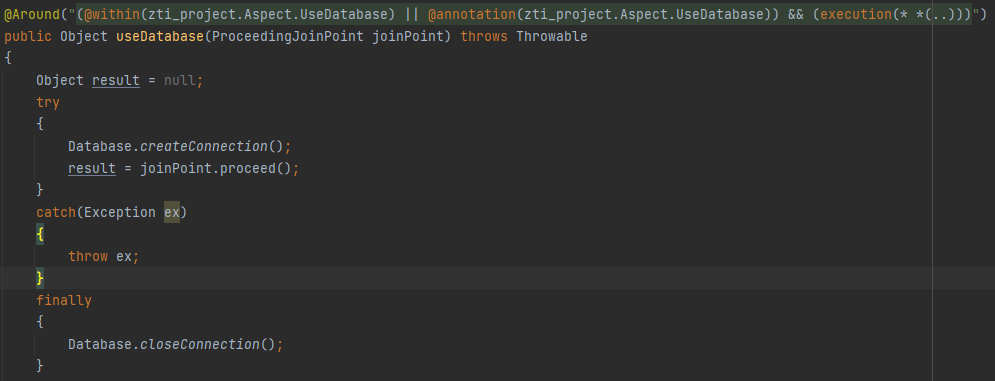 @Around("(@within(zti_project.Aspect.UseDatabase) || @annotation(zti_project.Aspect.UseDatabase)) && (execution(* *(..)))")
public Object useDatabase(ProceedingJoinPoint joinPoint) throws Throwable
{
    Object result = null;
    try
    {
        Database.createConnection();
        result = joinPoint.proceed();
    }
    catch(Exception ex)
    {
        throw ex;
    }
    finally
    {
        Database.closeConnection();
    }